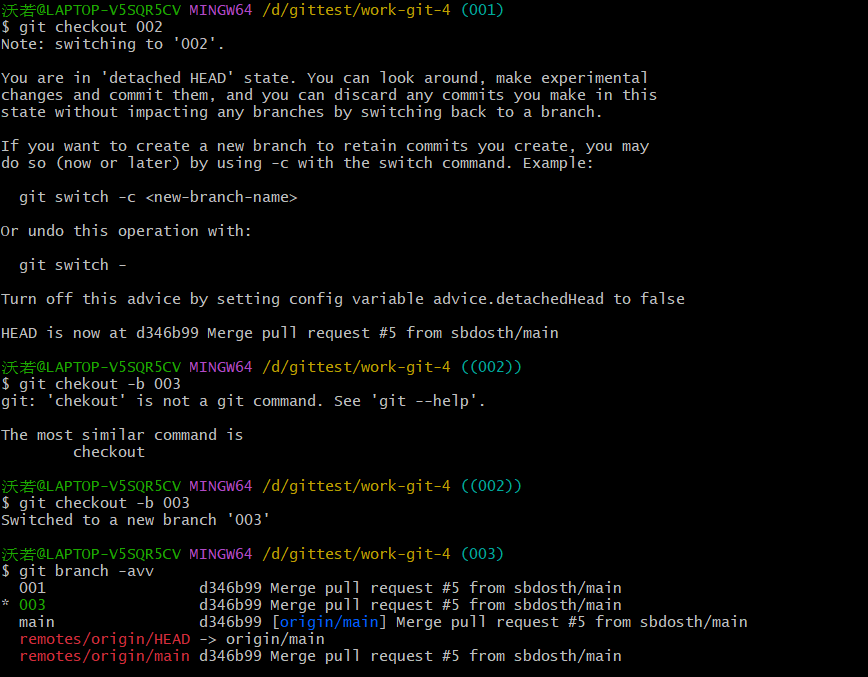 沃若@LAPTOP-V5SQR5CV MINGW64 /d/gittest/work-git-4 (001)
$ git checkout 002
Note: switching to '002'.
You are in 'detached HEAD' state. You can look around, make experimental
changes and commit them, and you can discard any commits you make in this
state without impacting any branches by switching back to a branch.
If you want to create a new branch to retain commits you create, you may
do so (now or later) by using -c with the switch command. Example:
git switch -c <new-branch-name>
Or undo this operation with:
git switch -
Turn off this advice by setting config variable advice.detachedHead to false
HEAD is now at d346b99 Merge pull request #5 from sbdosth/main
沃若@LAPTOP-V5SQR5CV MINGW64 /d/gittest/work-git-4 ((002))
$ git chekout -b 003
git: 'chekout' is not a git command. See 'git --help'.
The most similar command is
checkout
沃若@LAPTOP-V5SQR5CV MINGW64 /d/gittest/work-git-4 ((002))
$ git checkout -b 003
Switched to a new branch '003'
沃若@LAPTOP-V5SQR5CV MINGW64 /d/gittest/work-git-4 (003)
$ git branch -avv
001 d346b99 Merge pull request #5 from sbdosth/main
* 003 d346b99 Merge pull request #5 from sbdosth/main
main d346b99 [origin/main] Merge pull request #5 from sbdosth/main
remotes/origin/HEAD -> origin/main
remotes/origin/main d346b99 Merge pull request #5 from sbdosth/main